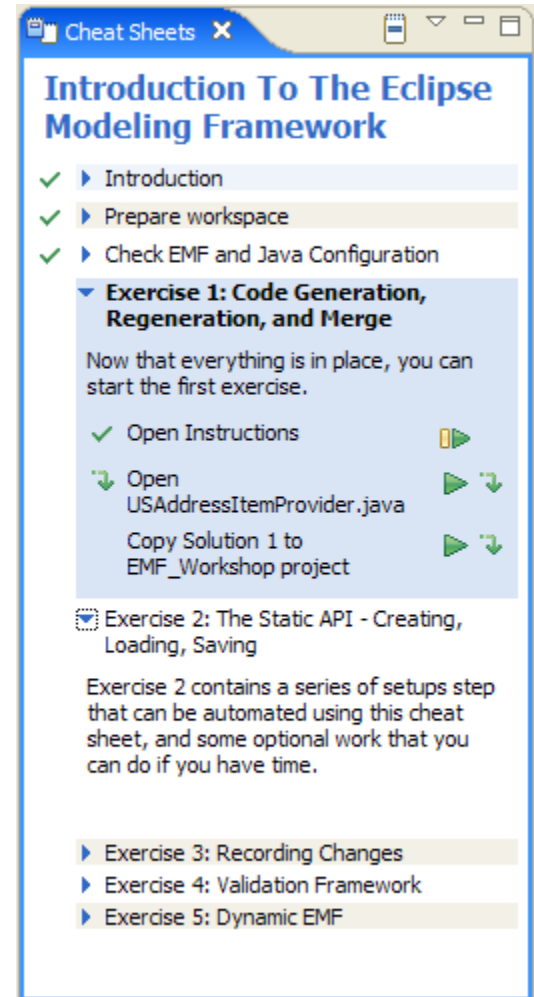 Cheat Sheets
Introduction To The Eclipse
Modeling Framework
Introduction
Prepare workspace
Check EMF and Java Configuration
Exercise 1: Code Generation,
Regeneration, and Merge
Now that everything is in place, you can
start the first exercise.
Open Instructions
Open
USAddressItemProvider.java
Copy Solution 1 to
EMF_Workshop project
Exercise 2: The Static API - Creating,
Loading, Saving
Exercise 2 contains a series of setups step
that can be automated using this cheat
sheet, and some optional work that you
can do if you have time.
Exercise 3: Recording Changes
Exercise 4: Validation Framework
Exercise 5: Dynamic EMF